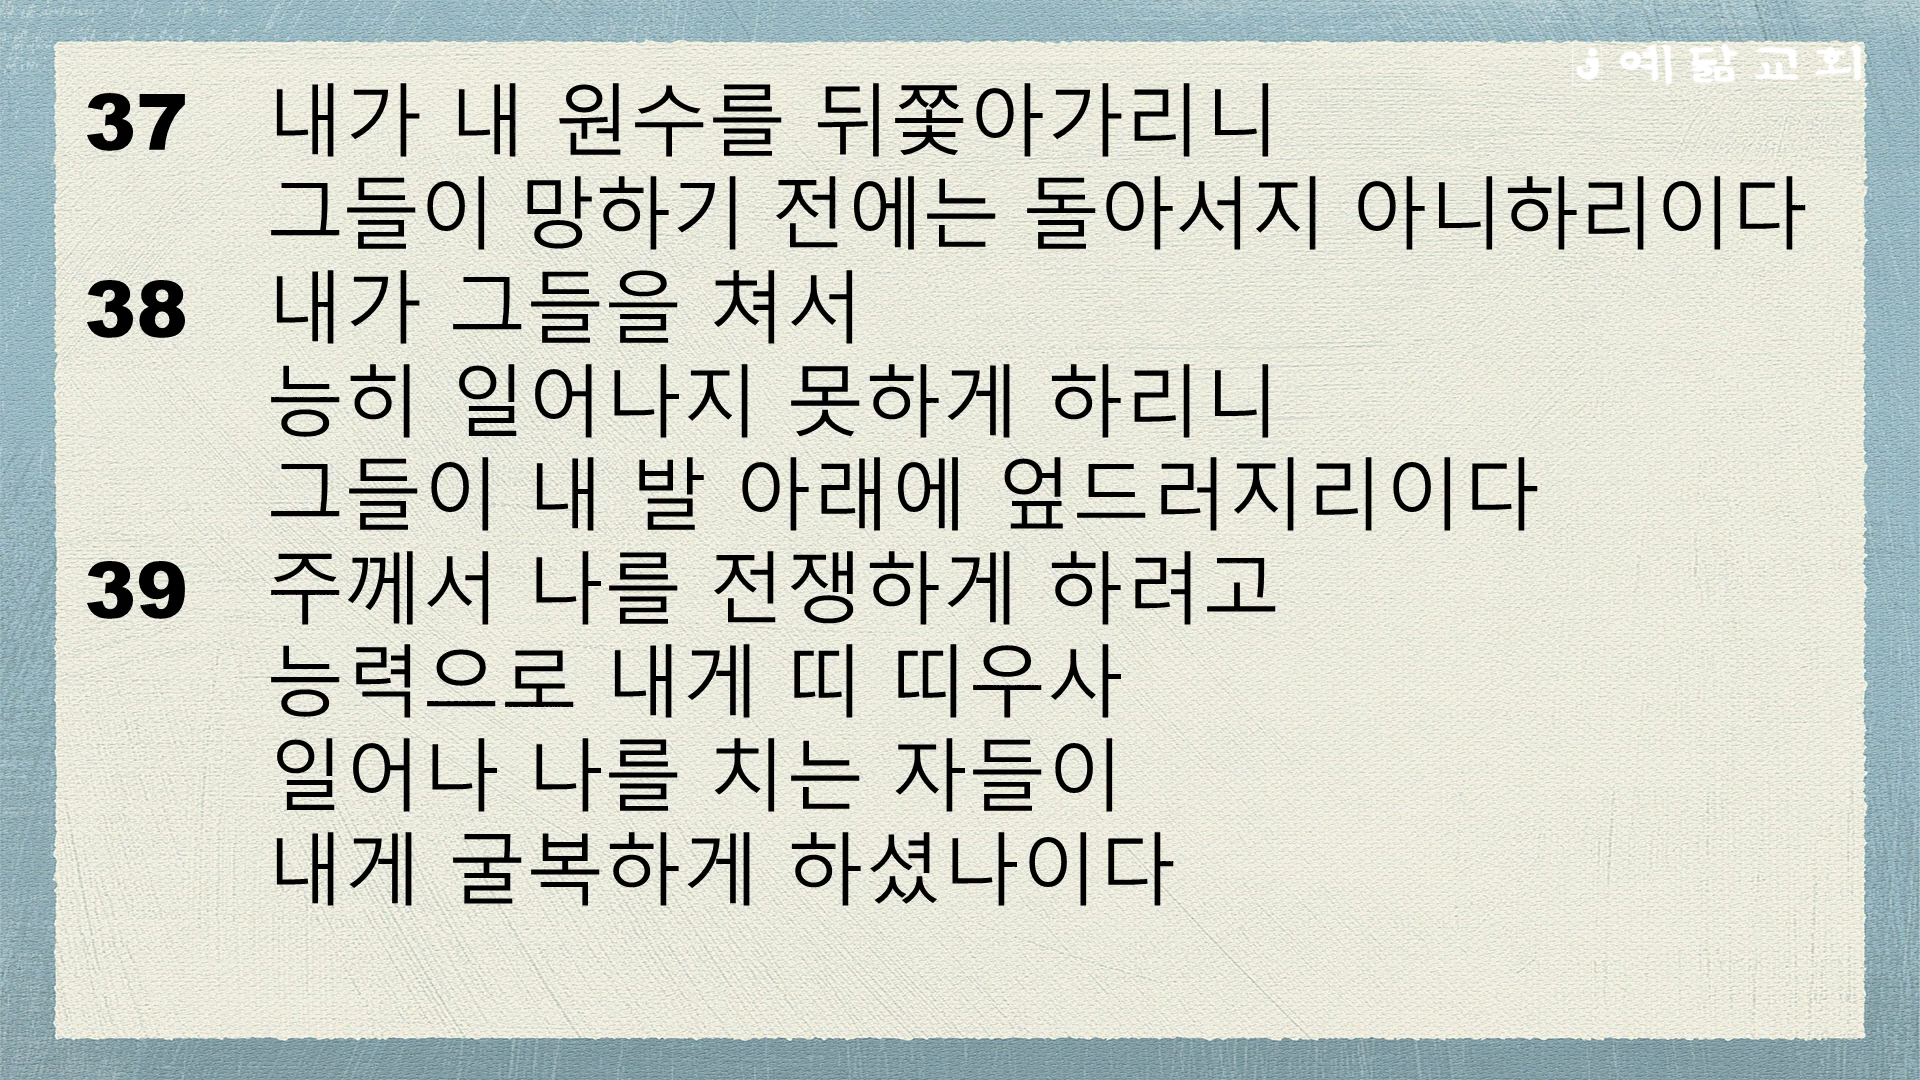 j 예닮교회
37 내가 내 원수를 뒤쫓아가리니
그들이 망하기 전에는 돌아서지 아니하리이다
38 내가 그들을 쳐서
능히 일어나지 못하게 하리니
그들이 내 발 아래에 엎드러지리이다
39 주께서 나를 전쟁하게 하려고
능력으로 내게 띠 띠우사
일어나 나를 치는 자들이
내게 굴복하게 하셨나이다